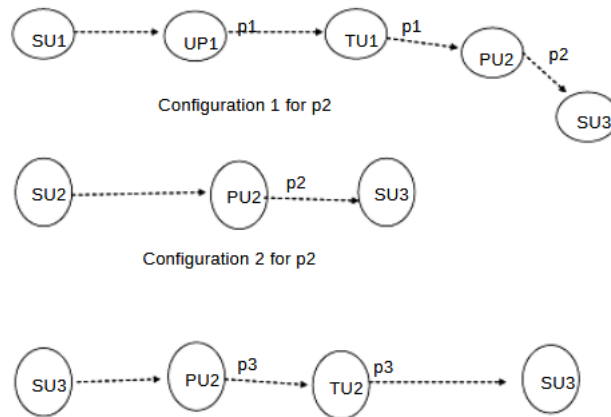 SU1 UP1 p1 TU1 p1 PU2 p2 SU3
Configuration 1 for p2
SU2 PU2 p2 SU3
Configuration 2 for p2
SU3 PU2 p3 TU2 p3 SU3